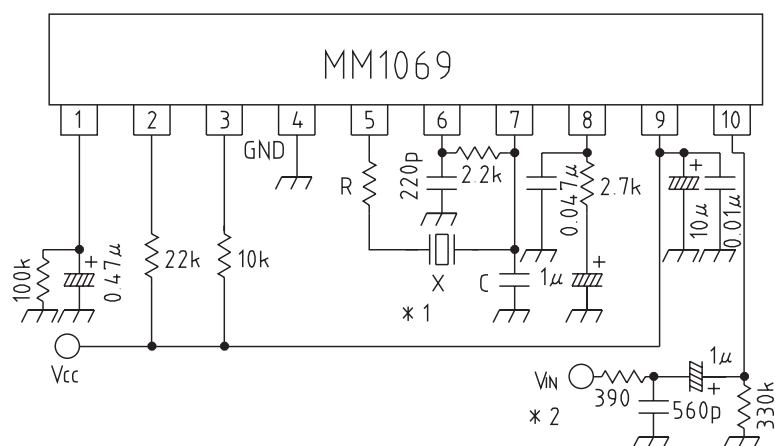 MM1069
1 2 3 4 5 6 7 8 9 10
GND
R
220p
2.2k
0.047μ
2.7k
10μ
+
0.01μ
100k
+
0.47μ
22k
10k
X
C
1μ
+
* 1
VCC
VIN
390
560p
1μ
+
330k
* 2